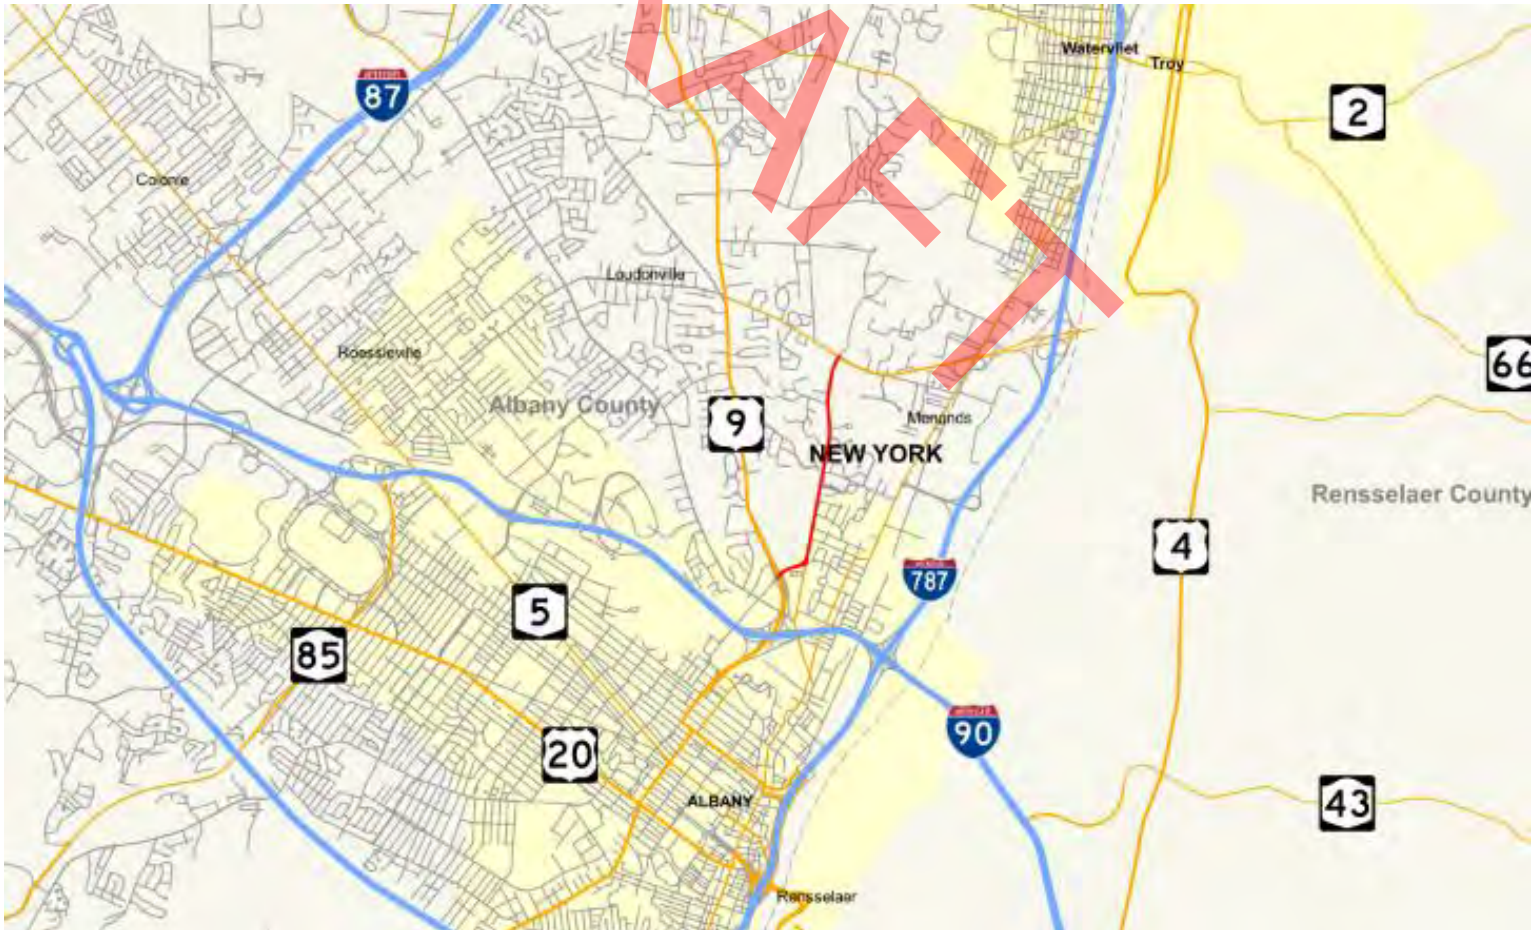 Watervliet
Troy
87
2
Colonie
Loudonville
Roessleville
66
Albany County
9
Menands
NEW YORK
Rensselaer County
4
787
5
85
90
20
ALBANY
43
Rensselaer